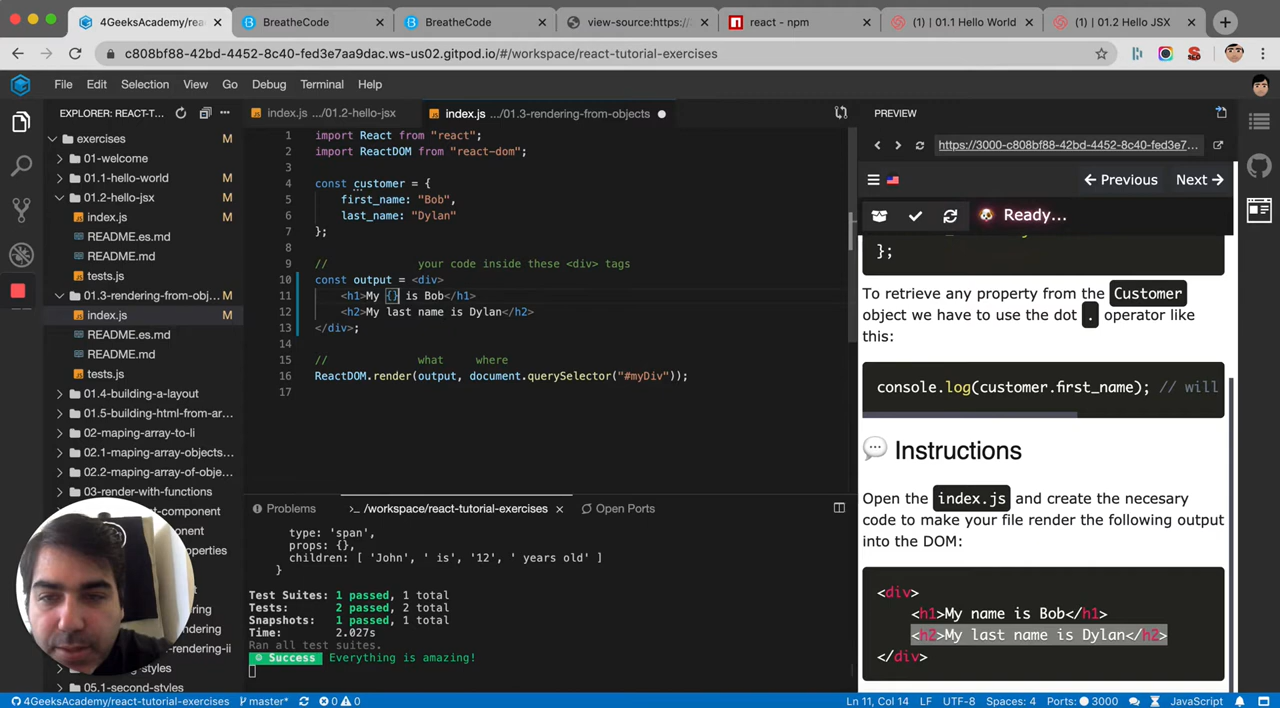 4GeeksAcademy/react-tutorial-exe
BreatheCode
BreatheCode
view-source:https://
react - npm
(1) | 01.1 Hello World
(1) | 01.2 Hello JSX
c808bf88-42bd-4452-8c40-fed3e7aa9dac.ws-us02.gitpod.io/#/workspace/react-tutorial-exercises
File Edit Selection View Go Debug Terminal Help
EXPLORER: REACT-T...
exercises M
01-welcome M
01.1-hello-world M
01.2-hello-jsx M
index.js M
README.es.md
README.md
tests.js
01.3-rendering-from-obj... M
index.js M
README.es.md
README.md
tests.js
01.4-building-a-layout
01.5-building-html-from-ar...
02-maping-array-to-li
02.1-maping-array-objects...
02.2-maping-array-of-obje...
03-render-with-functions
05.1-second-styles
index.js .../01.2-hello-jsx
index.js .../01.3-rendering-from-objects
1 import React from "react";
2 import ReactDOM from "react-dom";
3
4 const customer = {
5 first_name: "Bob",
6 last_name: "Dylan"
7 };
8
9 // your code inside these <div> tags
10 const output = <div>
11 <h1>My {} is Bob</h1>
12 <h2>My last name is Dylan</h2>
13 </div>;
14
15 // what where
16 ReactDOM.render(output, document.querySelector("#myDiv"));
17
Problems
>_ /workspace/react-tutorial-exercises ×
Open Ports
type: 'span',
props: {},
children: [ 'John', ' is', '12', ' years old' ]
}
Test Suites: 1 passed, 1 total
Tests: 2 passed, 2 total
Snapshots: 1 passed, 1 total
Time: 2.027s
Ran all test suites.
Success Everything is amazing!
PREVIEW
https://3000-c808bf88-42bd-4452-8c40-fed3e7...
← Previous Next →
Ready...
};
To retrieve any property from the Customer
object we have to use the dot . operator like
this:
console.log(customer.first_name); // will
Instructions
Open the index.js and create the necesary
code to make your file render the following output
into the DOM:
<div>
<h1>My name is Bob</h1>
<h2>My last name is Dylan</h2>
</div>
4GeeksAcademy/react-tutorial-exercises
master*
0 0
Ln 11, Col 14 LF UTF-8 Spaces: 4 Ports: 3000 JavaScript